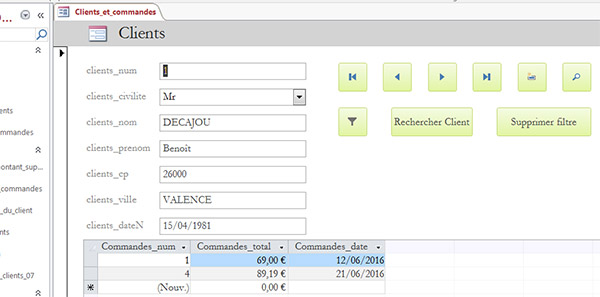 Clients_et_commandes
Clients
clients_num 1
clients_civilite Mr
clients_nom DECAJOU
clients_prenom Benoit
clients_cp 26000
clients_ville VALENCE
clients_dateN 15/04/1981
Rechercher Client Supprimer filtre
ents
ommandes
ontant_sup...
_commandes
_du_client
nts
_clients_07
Commandes_num Commandes_total Commandes_date
1 69,00 € 12/06/2016
4 89,19 € 21/06/2016
(Nouv.) 0,00 €